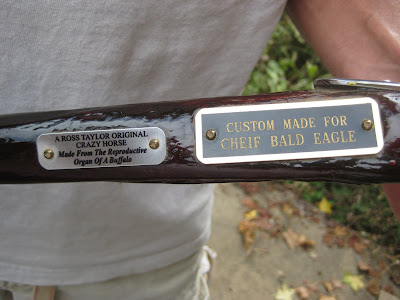 A ROSS TAYLOR ORIGINAL
CRAZY HORSE
Made From The Reproductive
Organ Of A Buffalo
CUSTOM MADE FOR
CHEIF BALD EAGLE